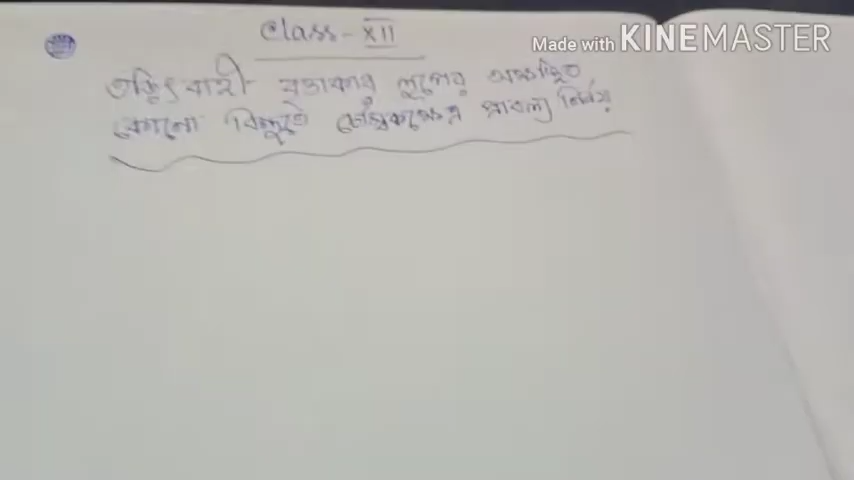 Class - XII
Made with KINEMASTER
তড়িৎবাহী বৃত্তাকার লুপের অক্ষস্থিত
কোনো বিন্দুতে চৌম্বকক্ষেত্র প্রাবল্য নির্ণয়